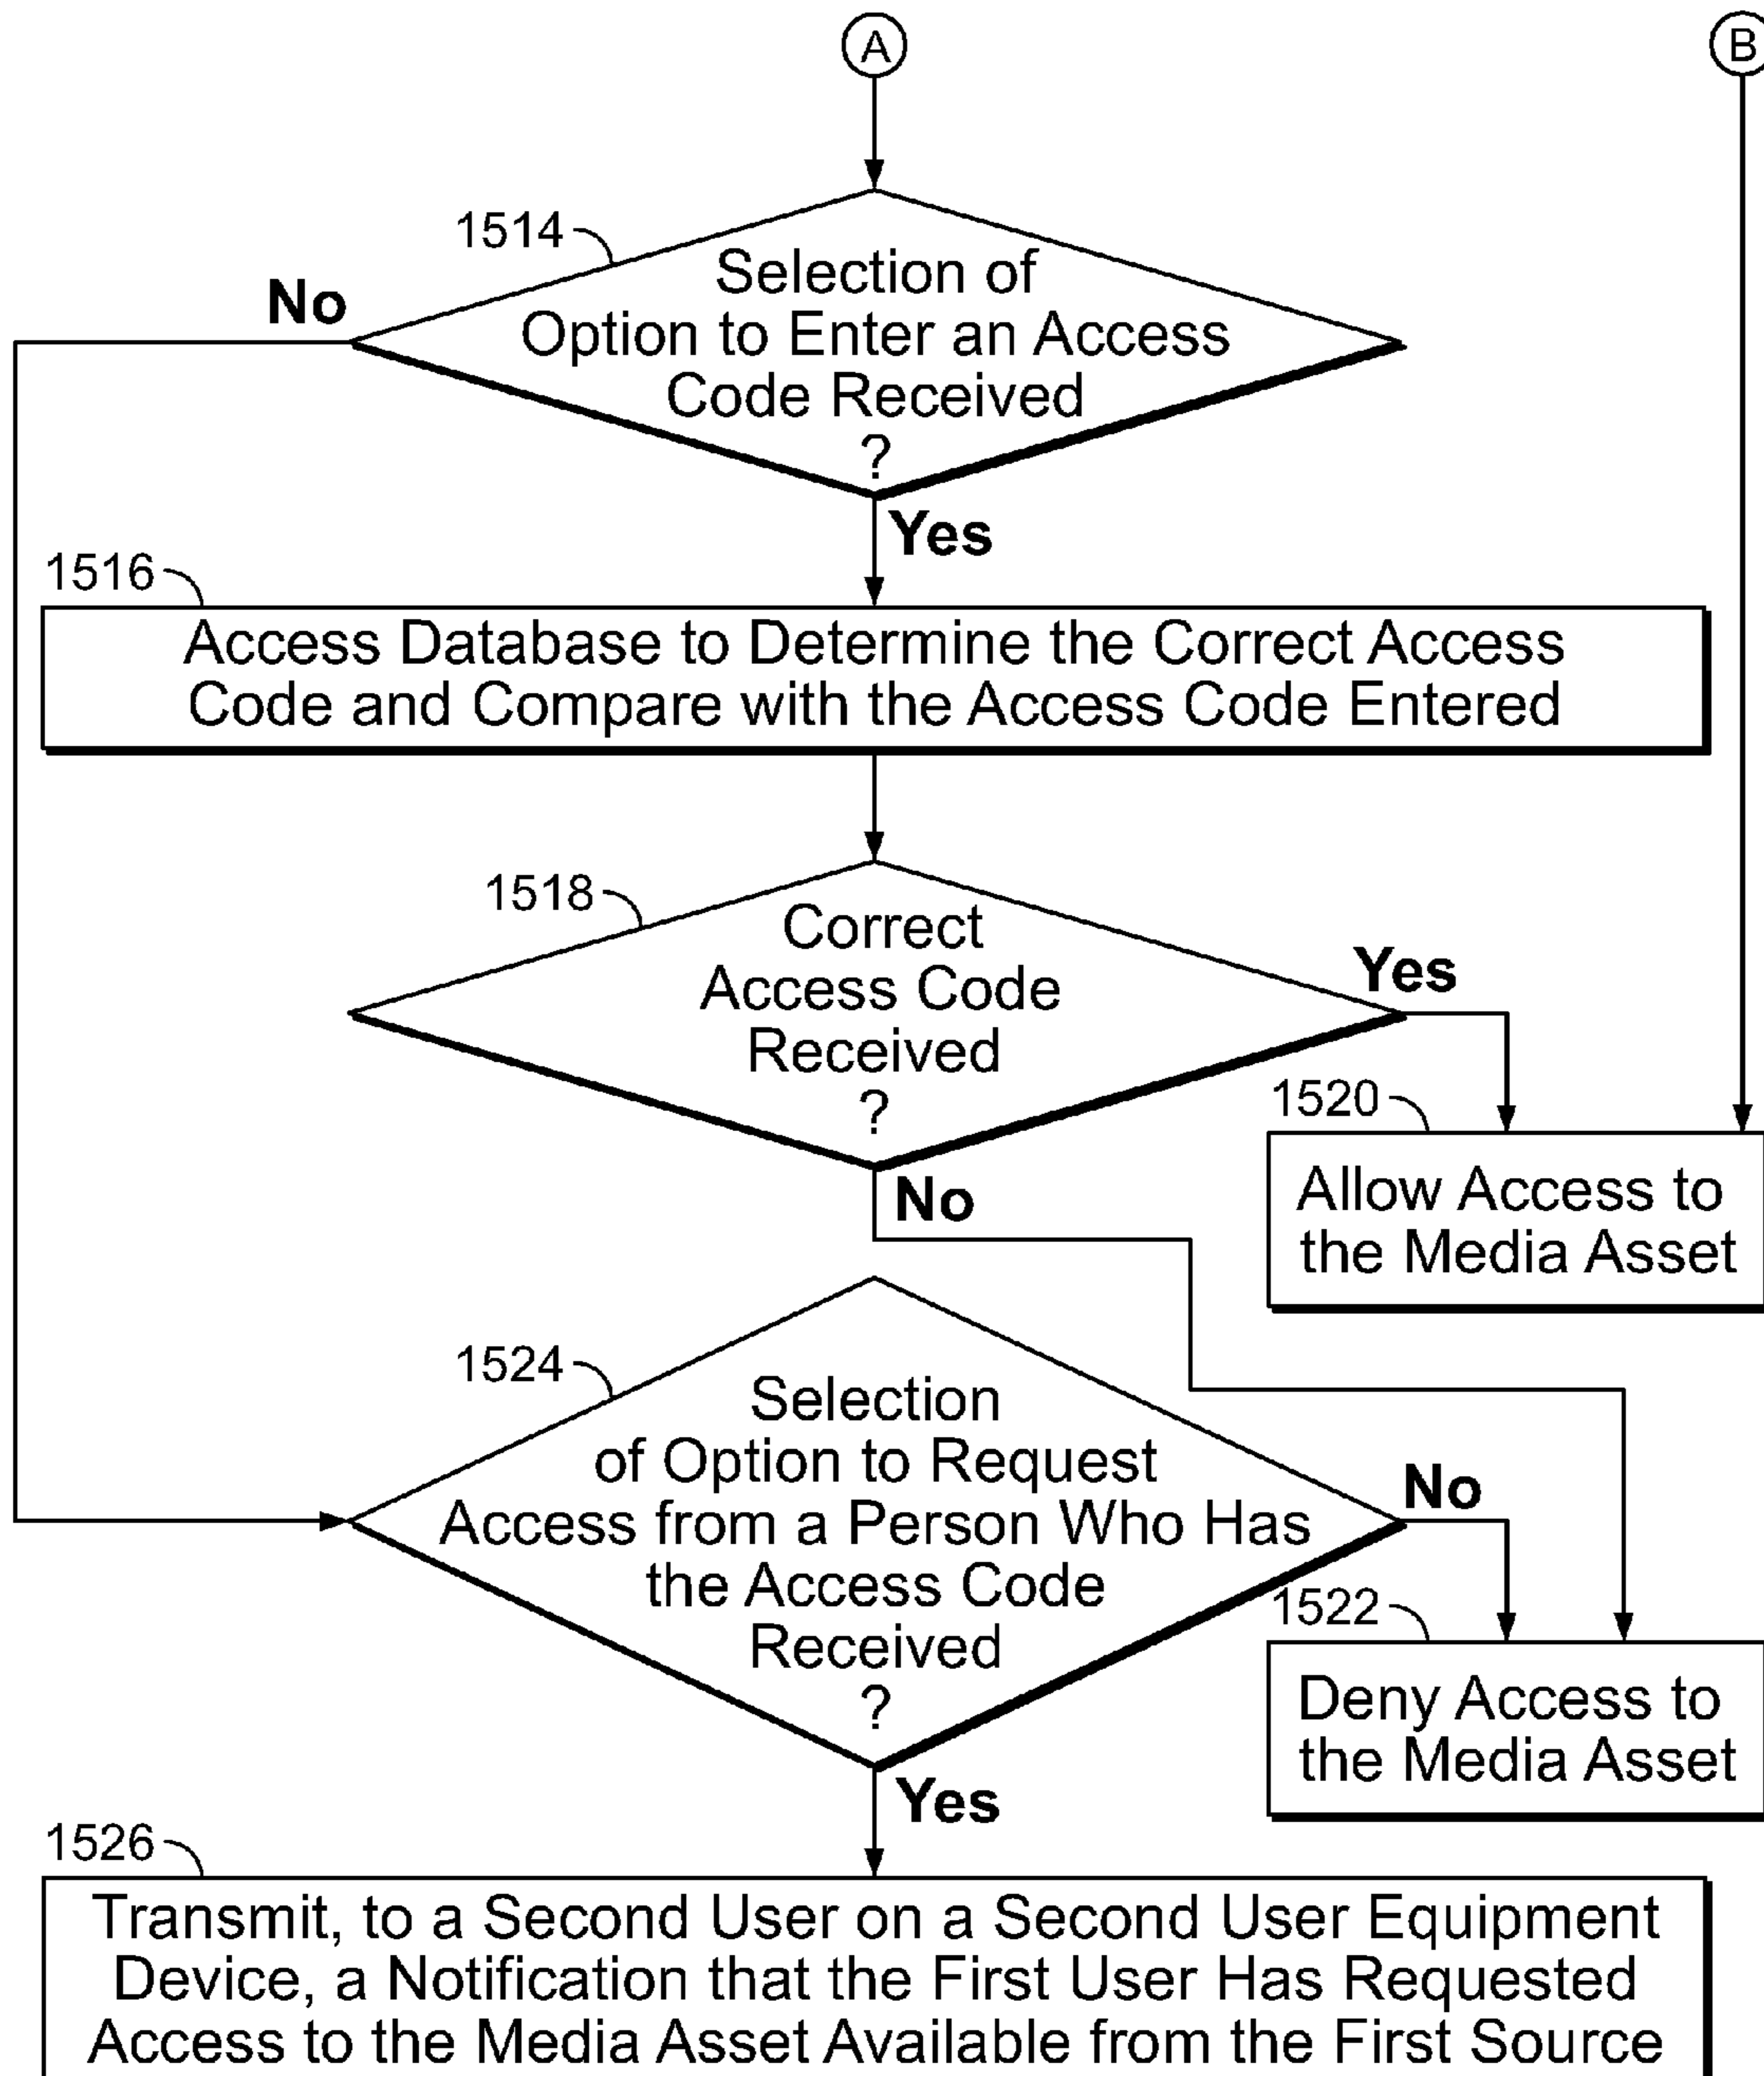 A
B
1514
Selection of
Option to Enter an Access
Code Received
?
No
Yes
1516
Access Database to Determine the Correct Access
Code and Compare with the Access Code Entered
1518
Correct
Access Code
Received
?
Yes
No
1520
Allow Access to
the Media Asset
1524
Selection
of Option to Request
Access from a Person Who Has
the Access Code
Received
?
No
Yes
1522
Deny Access to
the Media Asset
1526
Transmit, to a Second User on a Second User Equipment
Device, a Notification that the First User Has Requested
Access to the Media Asset Available from the First Source